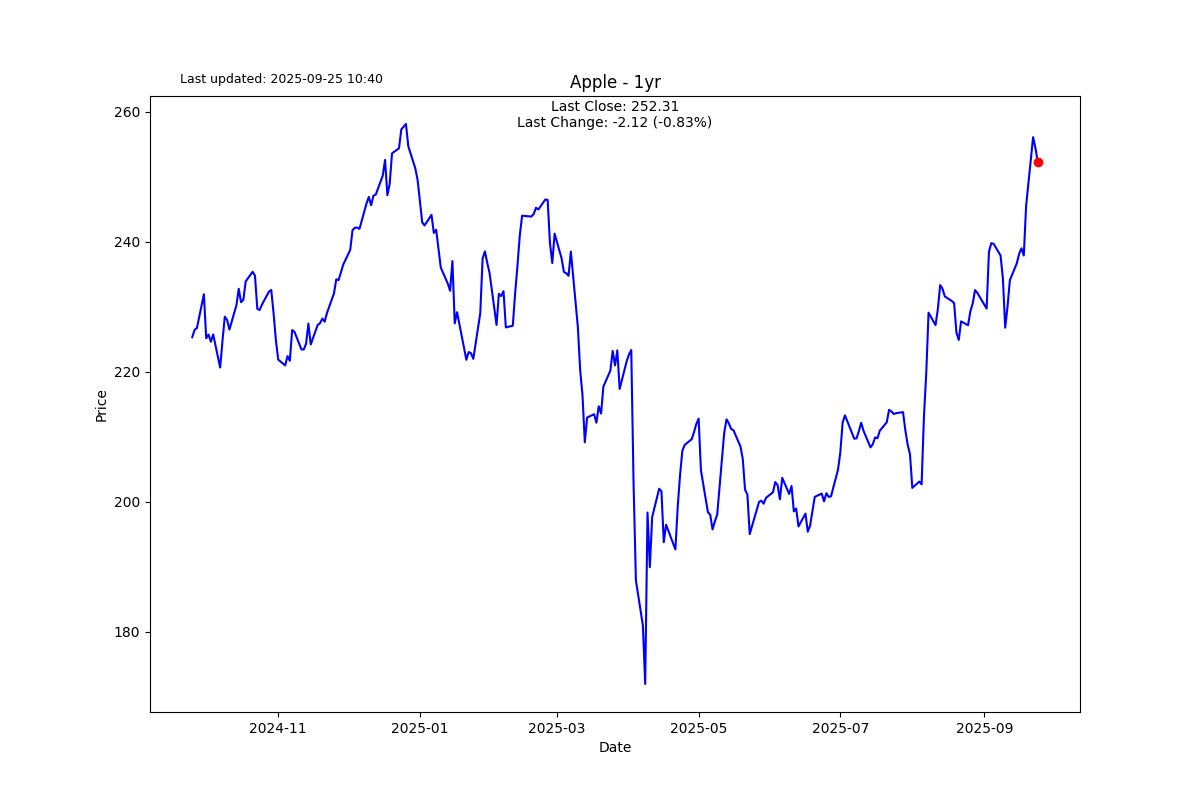 Last updated: 2025-09-25 10:40
Apple - 1yr
Last Close: 252.31
Last Change: -2.12 (-0.83%)
260
240
220
200
180
Price
2024-11
2025-01
2025-03
2025-05
2025-07
2025-09
Date